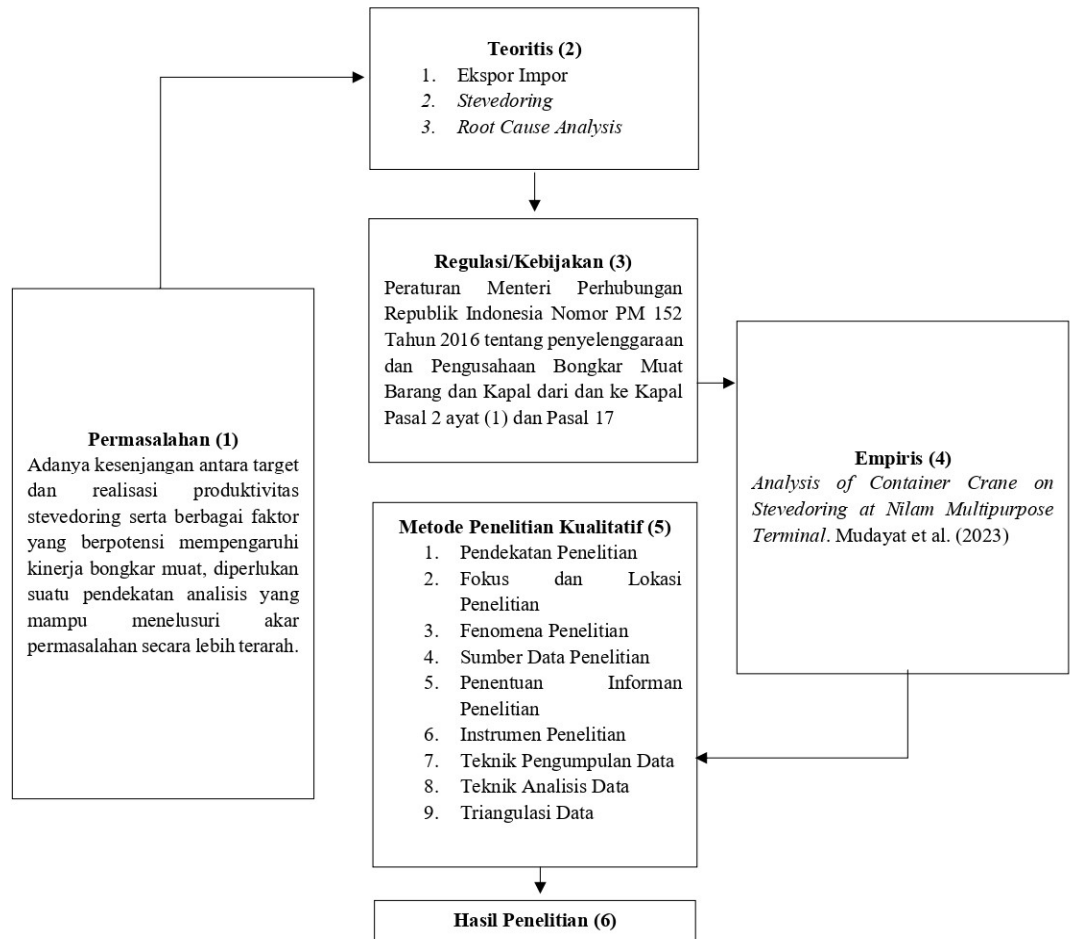 Teoritis (2)
1. Ekspor Impor
2. Stevedoring
3. Root Cause Analysis
Regulasi/Kebijakan (3)
Peraturan Menteri Perhubungan
Republik Indonesia Nomor PM 152
Tahun 2016 tentang penyelenggaraan
dan Pengusahaan Bongkar Muat
Barang dan Kapal dari dan ke Kapal
Pasal 2 ayat (1) dan Pasal 17
Permasalahan (1)
Adanya kesenjangan antara target
dan realisasi produktivitas
stevedoring serta berbagai faktor
yang berpotensi mempengaruhi
kinerja bongkar muat, diperlukan
suatu pendekatan analisis yang
mampu menelusuri akar
permasalahan secara lebih terarah.
Empiris (4)
Analysis of Container Crane on
Stevedoring at Nilam Multipurpose
Terminal. Mudayat et al. (2023)
Metode Penelitian Kualitatif (5)
1. Pendekatan Penelitian
2. Fokus dan Lokasi
Penelitian
3. Fenomena Penelitian
4. Sumber Data Penelitian
5. Penentuan Informan
Penelitian
6. Instrumen Penelitian
7. Teknik Pengumpulan Data
8. Teknik Analisis Data
9. Triangulasi Data
Hasil Penelitian (6)